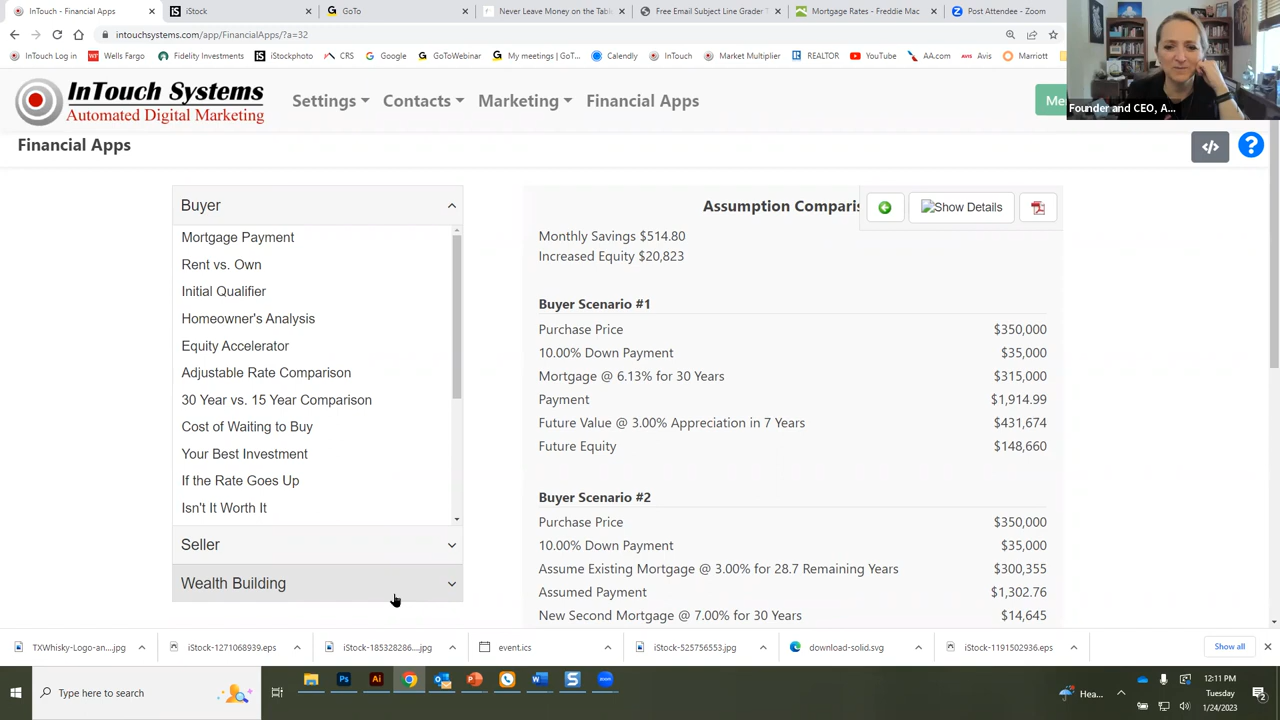 Financial Apps
iStock
GoTo
Never Leave Money on the Tabl
Free Email Subject Line Grader T
Mortgage Rates - Freddie Mac
Post Attendee - Zoom
intouchsystems.com/app/FinancialApps/?a=32
InTouch Log in
Wells Fargo
Fidelity Investments
iStockphoto
CRS
Google
GoToWebinar
My meetings | GoT...
Calendly
InTouch
Market Multiplier
REALTOR
YouTube
AA.com
Avis
Marriott
Founder and CEO, A...
InTouch Systems
Automated Digital Marketing
Settings
Contacts
Marketing
Financial Apps
Me
Financial Apps
</>
?
Buyer
Mortgage Payment
Rent vs. Own
Initial Qualifier
Homeowner's Analysis
Equity Accelerator
Adjustable Rate Comparison
30 Year vs. 15 Year Comparison
Cost of Waiting to Buy
Your Best Investment
If the Rate Goes Up
Isn't It Worth It
Seller
Wealth Building
Assumption Comparis
Show Details
Monthly Savings $514.80
Increased Equity $20,823
Buyer Scenario #1
Purchase Price $350,000
10.00% Down Payment $35,000
Mortgage @ 6.13% for 30 Years $315,000
Payment $1,914.99
Future Value @ 3.00% Appreciation in 7 Years $431,674
Future Equity $148,660
Buyer Scenario #2
Purchase Price $350,000
10.00% Down Payment $35,000
Assume Existing Mortgage @ 3.00% for 28.7 Remaining Years $300,355
Assumed Payment $1,302.76
New Second Mortgage @ 7.00% for 30 Years $14,645
TXWhisky-Logo-an....jpg
iStock-1271068939.eps
iStock-185328286....jpg
event.ics
iStock-525756553.jpg
download-solid.svg
iStock-1191502936.eps
Show all
Type here to search
Hea...
12:11 PM
Tuesday
1/24/2023
2